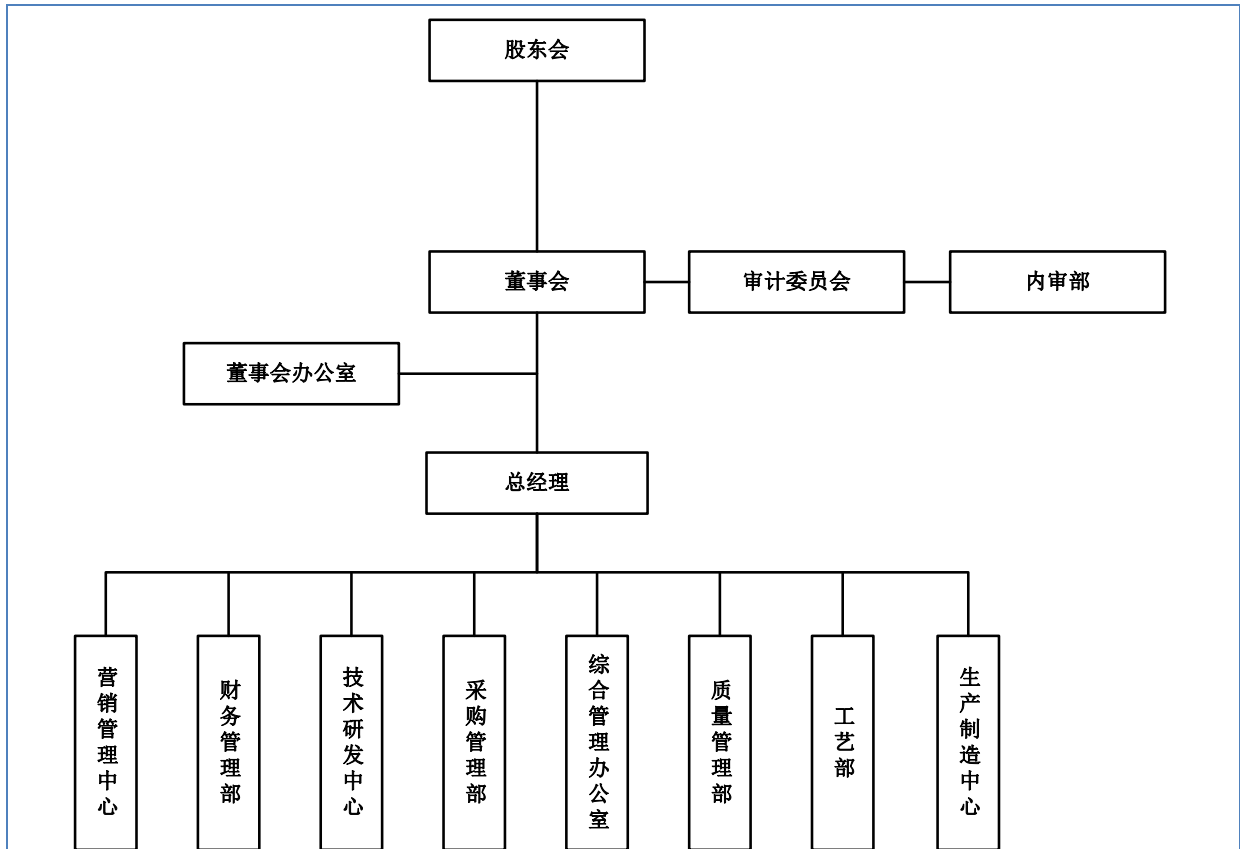 股东会
董事会
审计委员会
内审部
董事会办公室
总经理
营销管理中心
财务管理部
技术研发中心
采购管理部
综合管理办公室
质量管理部
工艺部
生产制造中心